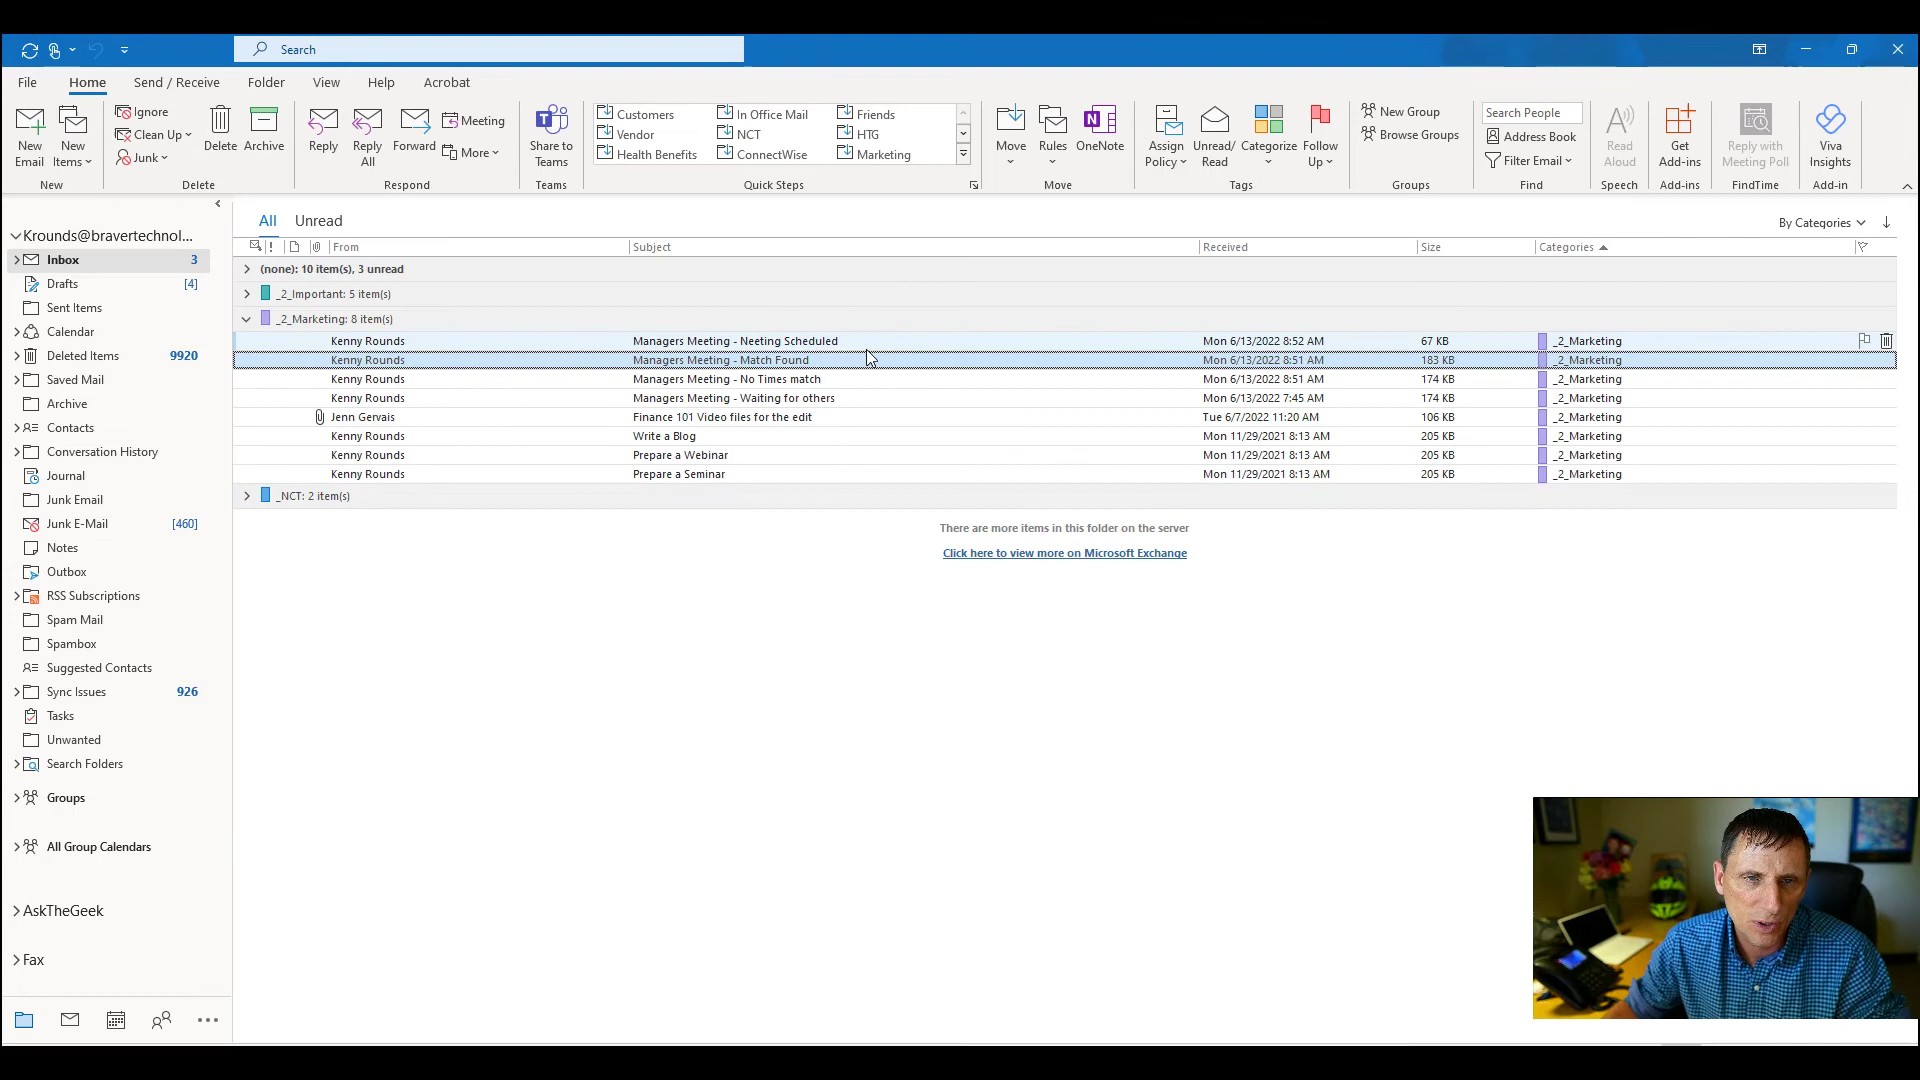 Search
File Home Send / Receive Folder View Help Acrobat
New Email
New Items
Ignore
Clean Up
Junk
Delete
Archive
Reply
Reply All
Forward
Meeting
More
Share to Teams
Customers In Office Mail Friends
Vendor NCT HTG
Health Benefits ConnectWise Marketing
Move
Rules
OneNote
Assign Policy
Unread/ Read
Categorize
Follow Up
New Group
Browse Groups
Search People
Address Book
Filter Email
Read Aloud
Get Add-ins
Reply with Meeting Poll
Viva Insights
New Delete Respond Teams Quick Steps Move Tags Groups Find Speech Add-ins FindTime Add-in
Krounds@bravertechnol...
Inbox 3
Drafts [4]
Sent Items
Calendar
Deleted Items 9920
Saved Mail
Archive
Contacts
Conversation History
Journal
Junk Email
Junk E-Mail [460]
Notes
Outbox
RSS Subscriptions
Spam Mail
Spambox
Suggested Contacts
Sync Issues 926
Tasks
Unwanted
Search Folders
Groups
All Group Calendars
AskTheGeek
Fax
All Unread By Categories
From Subject Received Size Categories
(none): 10 item(s), 3 unread
_2_Important: 5 item(s)
_2_Marketing: 8 item(s)
Kenny Rounds Managers Meeting - Neeting Scheduled Mon 6/13/2022 8:52 AM 67 KB _2_Marketing
Kenny Rounds Managers Meeting - Match Found Mon 6/13/2022 8:51 AM 183 KB _2_Marketing
Kenny Rounds Managers Meeting - No Times match Mon 6/13/2022 8:51 AM 174 KB _2_Marketing
Kenny Rounds Managers Meeting - Waiting for others Mon 6/13/2022 7:45 AM 174 KB _2_Marketing
Jenn Gervais Finance 101 Video files for the edit Tue 6/7/2022 11:20 AM 106 KB _2_Marketing
Kenny Rounds Write a Blog Mon 11/29/2021 8:13 AM 205 KB _2_Marketing
Kenny Rounds Prepare a Webinar Mon 11/29/2021 8:13 AM 205 KB _2_Marketing
Kenny Rounds Prepare a Seminar Mon 11/29/2021 8:13 AM 205 KB _2_Marketing
_NCT: 2 item(s)
There are more items in this folder on the server
Click here to view more on Microsoft Exchange